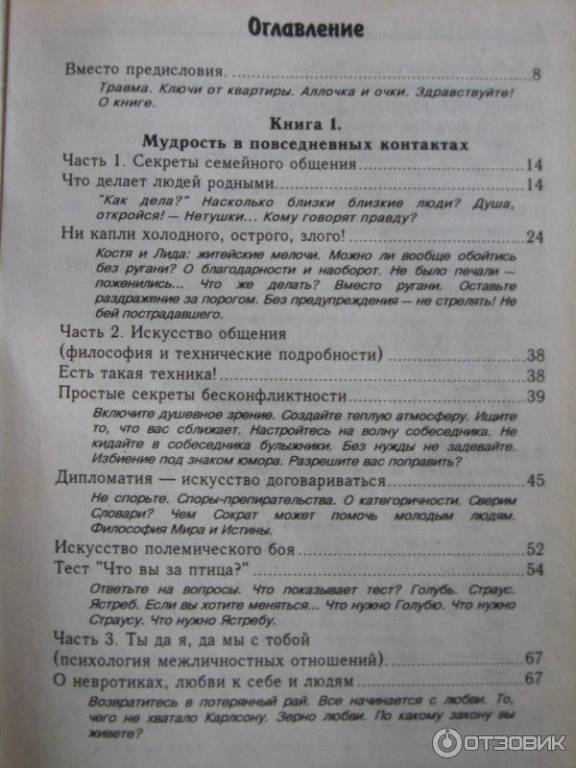 Оглавление
Вместо предисловия. 8
Травма. Ключи от квартиры. Аллочка и очки. Здравствуйте!
О книге.
Книга 1.
Мудрость в повседневных контактах
Часть 1. Секреты семейного общения 14
Что делает людей родными 14
"Как дела?" Насколько близки близкие люди? Душа,
откройся! — Нетушки... Кому говорят правду?
Ни капли холодного, острого, злого! 24
Костя и Лида: житейские мелочи. Можно ли вообще обойтись
без ругани? О благодарности и наоборот. Не было печали —
поженились... Что же делать? Вместо ругани. Оставьте
раздражение за порогом. Без предупреждения — не стрелять! Не
бей пострадавшего.
Часть 2. Искусство общения
(философия и технические подробности) 38
Есть такая техника! 38
Простые секреты бесконфликтности 39
Включите душевное зрение. Создайте теплую атмосферу. Ищите
то, что вас сближает. Настройтесь на волну собеседника. Не
кидайте в собеседника булыжники. Без нужды не задевайте.
Избиение под знаком юмора. Разрешите вас поправить?
Дипломатия — искусство договариваться 45
Не спорьте. Споры-препирательства. О категоричности. Сверим
Словари? Чем Сократ может помочь молодым людям.
Философия Мира и Истины.
Искусство полемического боя 52
Тест "Что вы за птица?" 54
Ответьте на вопросы. Что показывает тест? Голубь. Страус.
Ястреб. Если вы хотите меняться... Что нужно Голубю. Что нужно
Страусу. Что нужно Ястребу.
Часть 3. Ты да я, да мы с тобой
(психология межличностных отношений) 67
О невротиках, любви к себе и людям 67
Возвратитесь в потерянный рай. Все начинается с любви. То,
чего не хватало Карлсону. Зерно любви. По какому закону вы
живете?
ОТЗОВИК